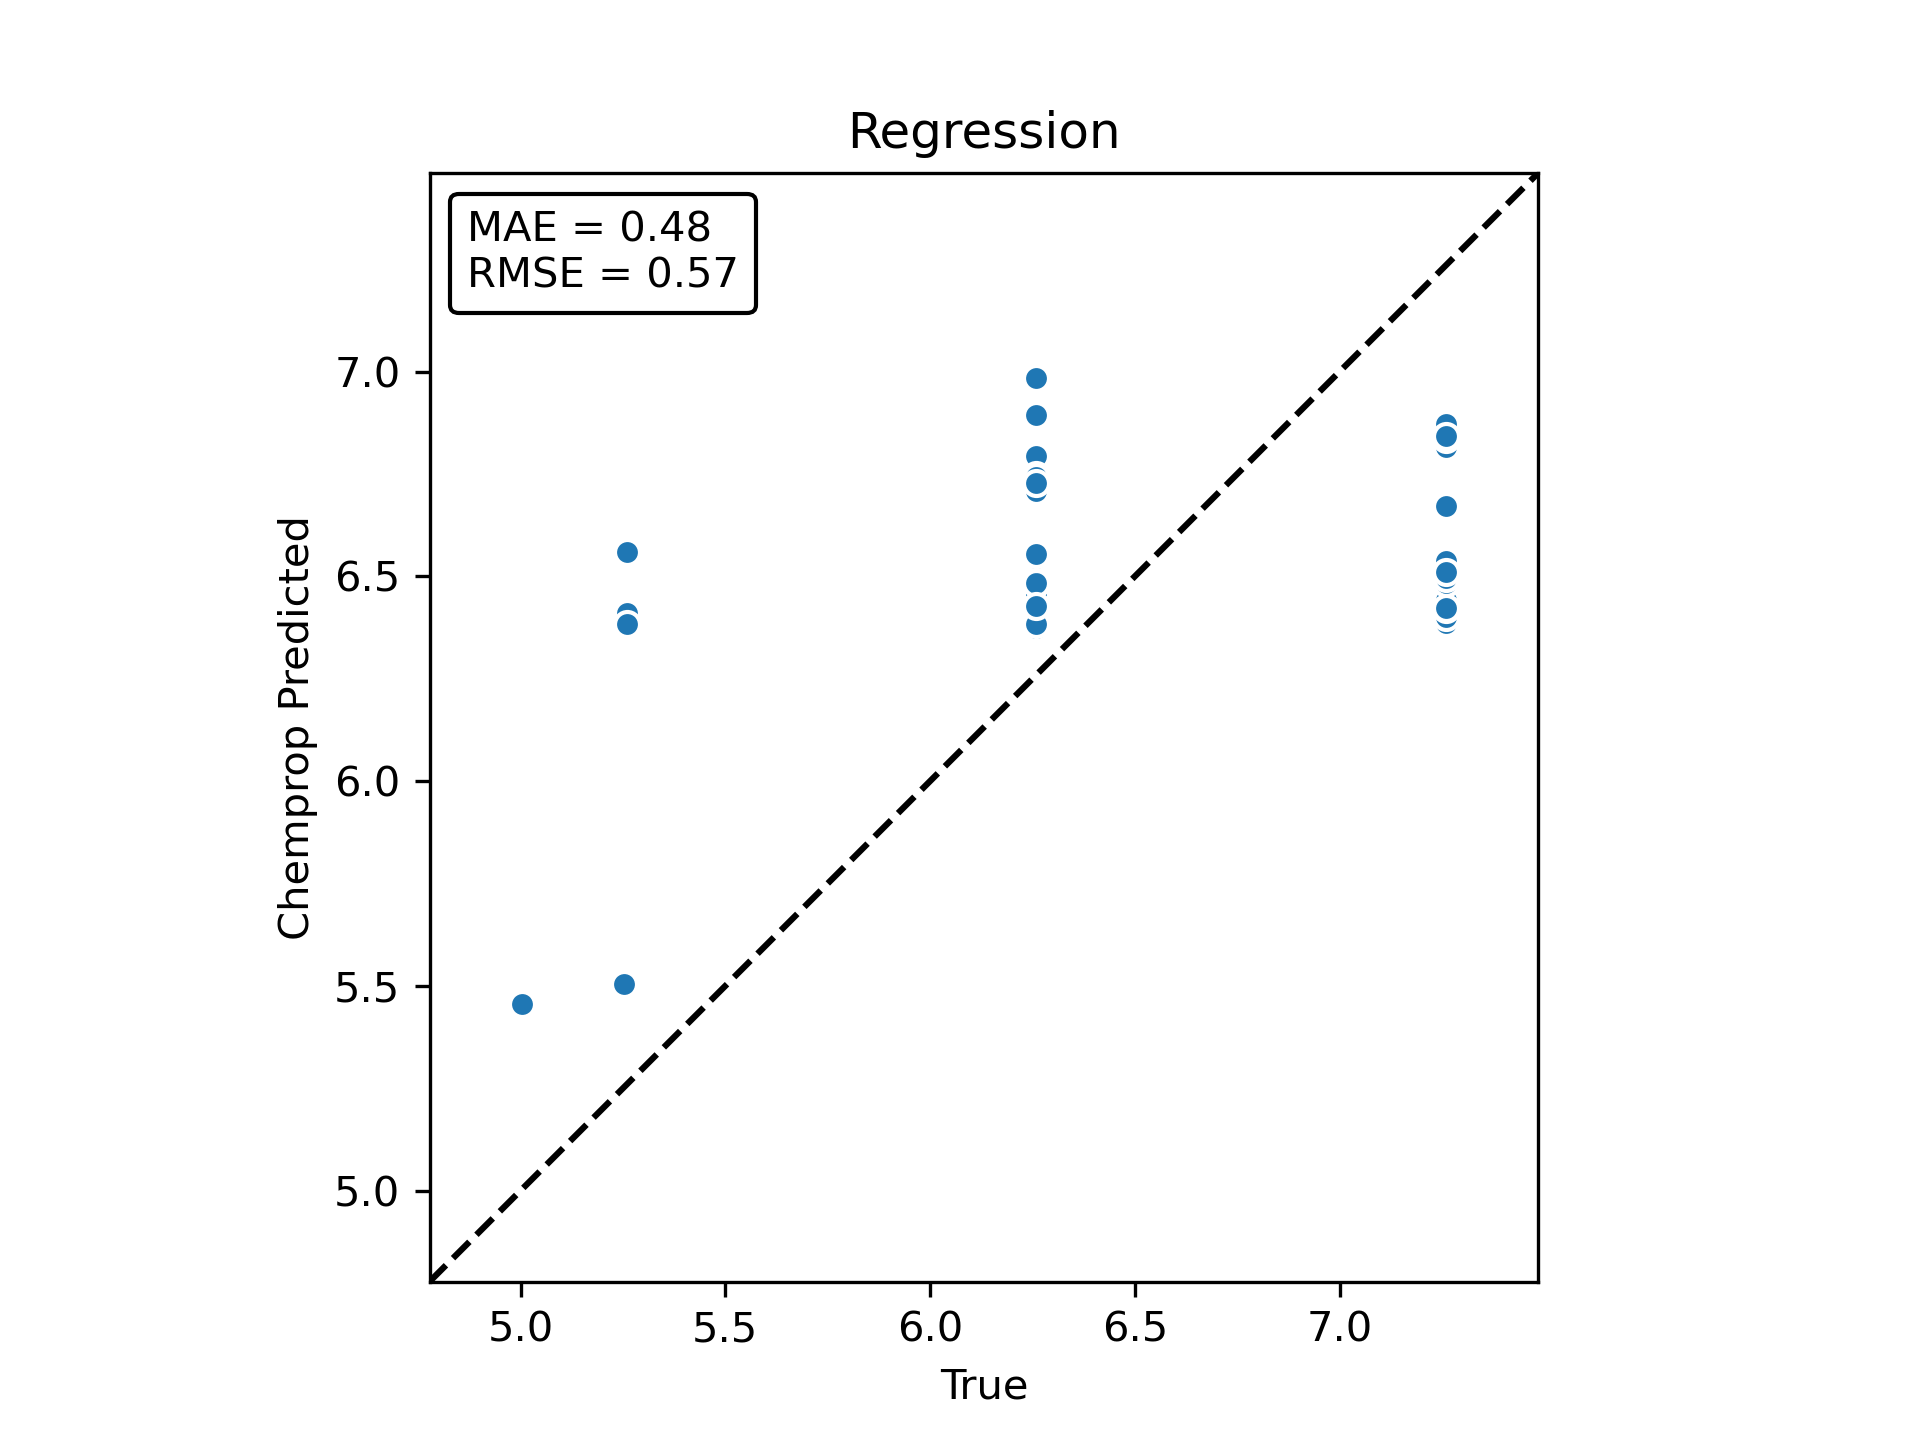 Regression
MAE = 0.48
RMSE = 0.57
Chemprop Predicted
7.0
6.5
6.0
5.5
5.0
5.0 5.5 6.0 6.5 7.0
True